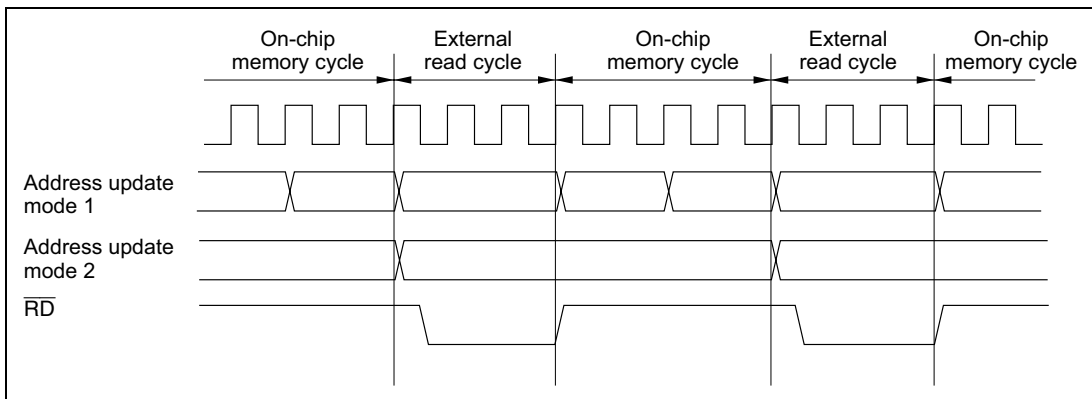 On-chip
memory cycle
External
read cycle
On-chip
memory cycle
External
read cycle
On-chip
memory cycle
Address update
mode 1
Address update
mode 2
RD